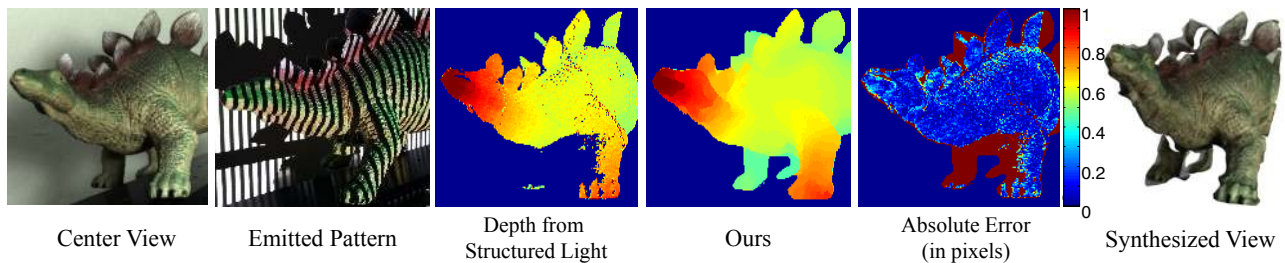 1
0.8
0.6
0.4
0.2
0
Center View
Emitted Pattern
Depth from
Structured Light
Ours
Absolute Error
(in pixels)
Synthesized View